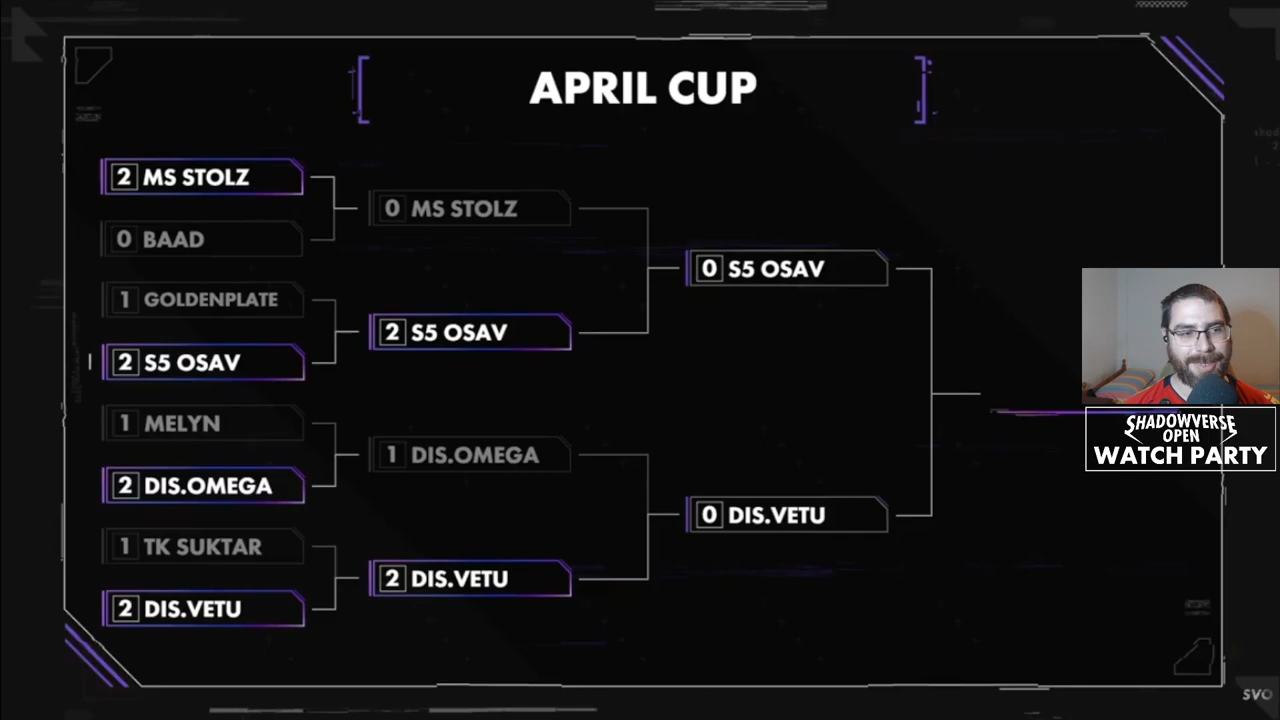 APRIL CUP
2 MS STOLZ
0 BAAD
1 GOLDENPLATE
2 S5 OSAV
1 MELYN
2 DIS.OMEGA
1 TK SUKTAR
2 DIS.VETU
0 MS STOLZ
2 S5 OSAV
1 DIS.OMEGA
2 DIS.VETU
0 S5 OSAV
0 DIS.VETU
SHADOWVERSE
OPEN
WATCH PARTY
SVO